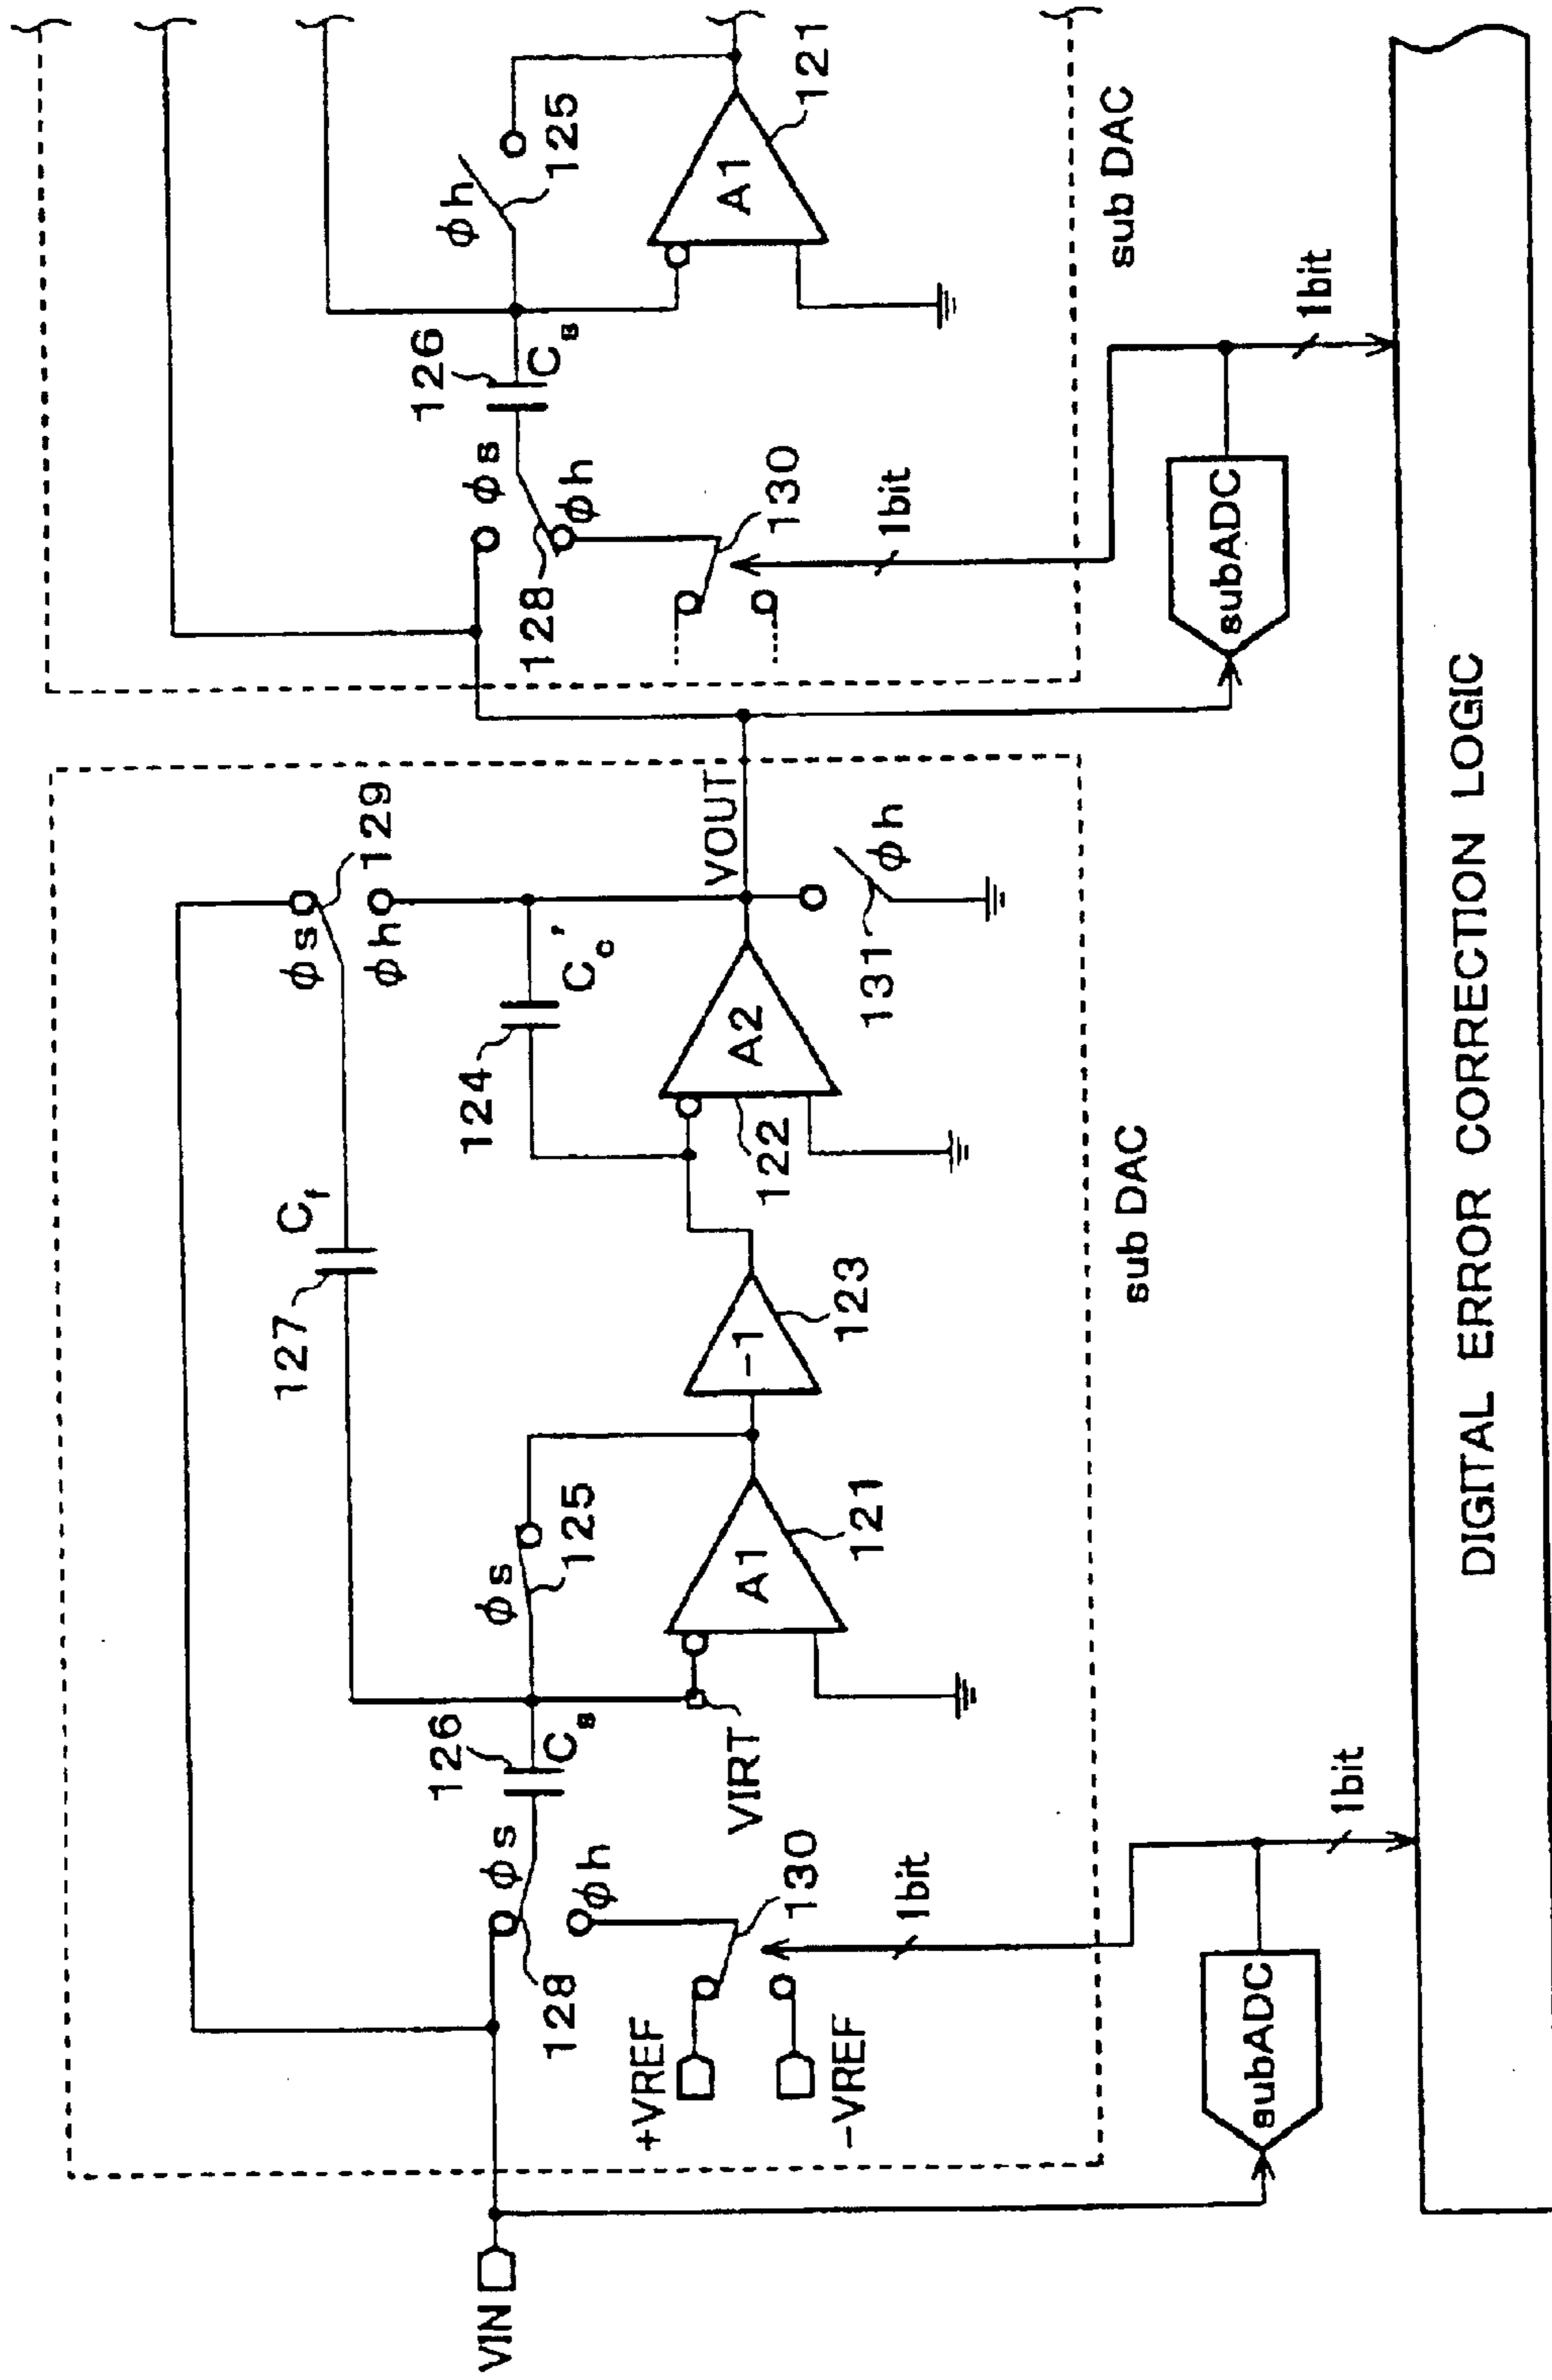 VIN
+VREF
−VREF
128
φs
φh
130
1bit
subADC
1bit
126
Cs
VIRT
φs
125
A1
121
127
Cf
−1
123
124
Cc'
A2
122
φs
φh
129
VOUT
131
φh
sub DAC
128
φs
φh
130
1bit
subADC
1bit
126
Cs
φh
125
A1
121
sub DAC
DIGITAL ERROR CORRECTION LOGIC